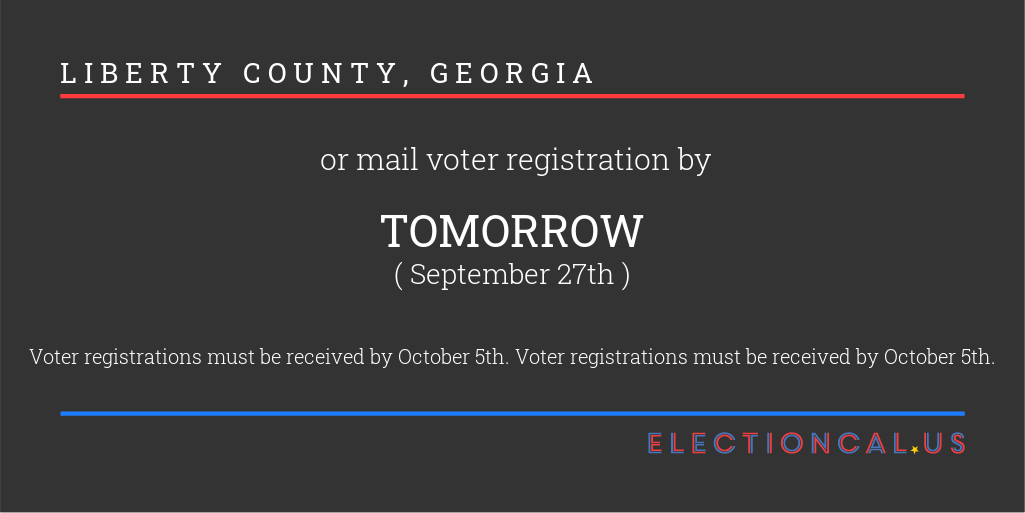 LIBERTY COUNTY, GEORGIA
or mail voter registration by
TOMORROW
( September 27th )
Voter registrations must be received by October 5th. Voter registrations must be received by October 5th.
ELECTIONCAL.US